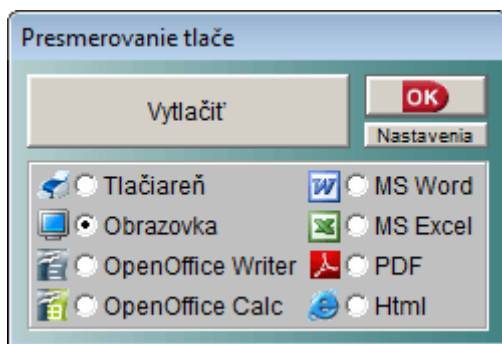 Presmerovanie tlače
Vytlačiť
OK
Nastavenia
Tlačiareň
MS Word
Obrazovka
MS Excel
OpenOffice Writer
PDF
OpenOffice Calc
Html